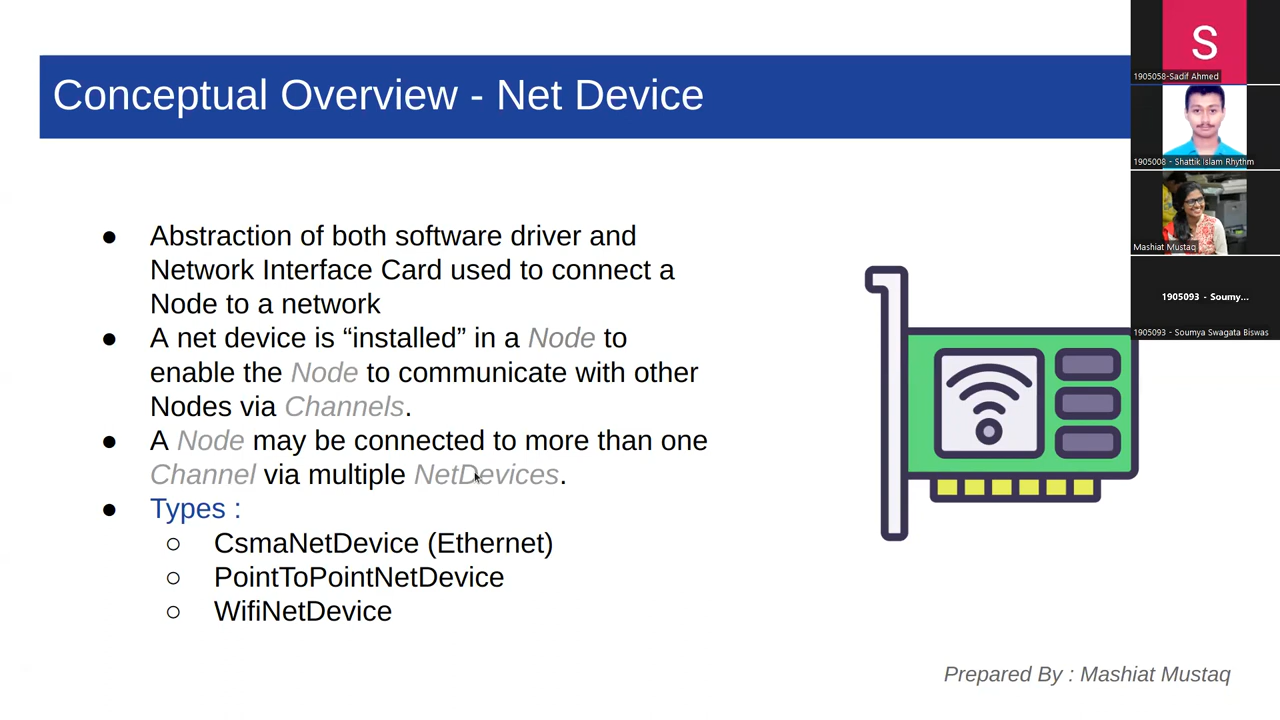 Conceptual Overview - Net Device
● Abstraction of both software driver and
Network Interface Card used to connect a
Node to a network
● A net device is “installed” in a Node to
enable the Node to communicate with other
Nodes via Channels.
● A Node may be connected to more than one
Channel via multiple NetDevices.
● Types :
○ CsmaNetDevice (Ethernet)
○ PointToPointNetDevice
○ WifiNetDevice
Prepared By : Mashiat Mustaq
S
1905058-Sadif Ahmed
1905008 - Shattik Islam Rhythm
Mashiat Mustaq
1905093 - Soumy...
1905093 - Soumya Swagata Biswas